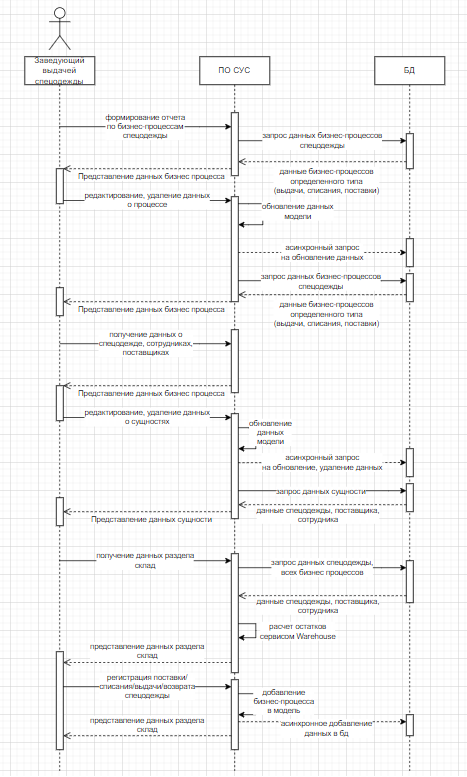 Заведующий
выдачей
спецодежды
ПО СУС
БД
формирование отчета
по бизнес-процессам
спецодежды
запрос данных бизнес-процессов
спецодежды
Представление данных бизнес процесса
данные бизнес-процессов
определенного типа
(выдачи, списания, поставки)
редактирование, удаление данных
о процессе
обновление данных
модели
асинхронный запрос
на обновление данных
запрос данных бизнес-процессов
спецодежды
Представление данных бизнес процесса
данные бизнес-процессов
определенного типа
(выдачи, списания, поставки)
получение данных о
спецодежде, сотрудниках,
поставщиках
Представление данных бизнес процесса
редактирование, удаление данных
о сущностях
обновление
данных
модели
асинхронный запрос
на обновление, удаление данных
запрос данных сущности
Представление данных сущности
данные спецодежды, поставщика,
сотрудника
получение данных раздела
склад
запрос данных спецодежды,
всех бизнес процессов
данные спецодежды, поставщика,
сотрудника
расчет остатков
сервисом Warehouse
представление данных раздела
склад
регистрация поставки/
списания/выдачи/возврата
спецодежды
добавление
бизнес-процесса
в модель
представление данных раздела
склад
асинхронное добавление
данных в бд